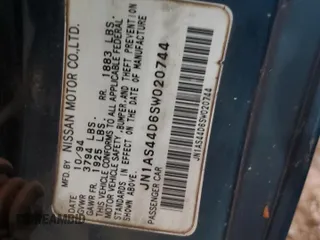 MFD BY NISSAN MOTOR CO.,LTD.
DATE 10/94
GVWR 3794 LBS.
GAWR FR. 1925 LBS. RR. 1883 LBS.
THIS VEHICLE CONFORMS TO ALL APPLICABLE FEDERAL
MOTOR VEHICLE SAFETY, BUMPER, AND THEFT PREVENTION
STANDARDS IN EFFECT ON THE DATE OF MANUFACTURE
SHOWN ABOVE.
JN1AS44D6SW020744
PASSENGER CAR
JN1AS44D6SW020744